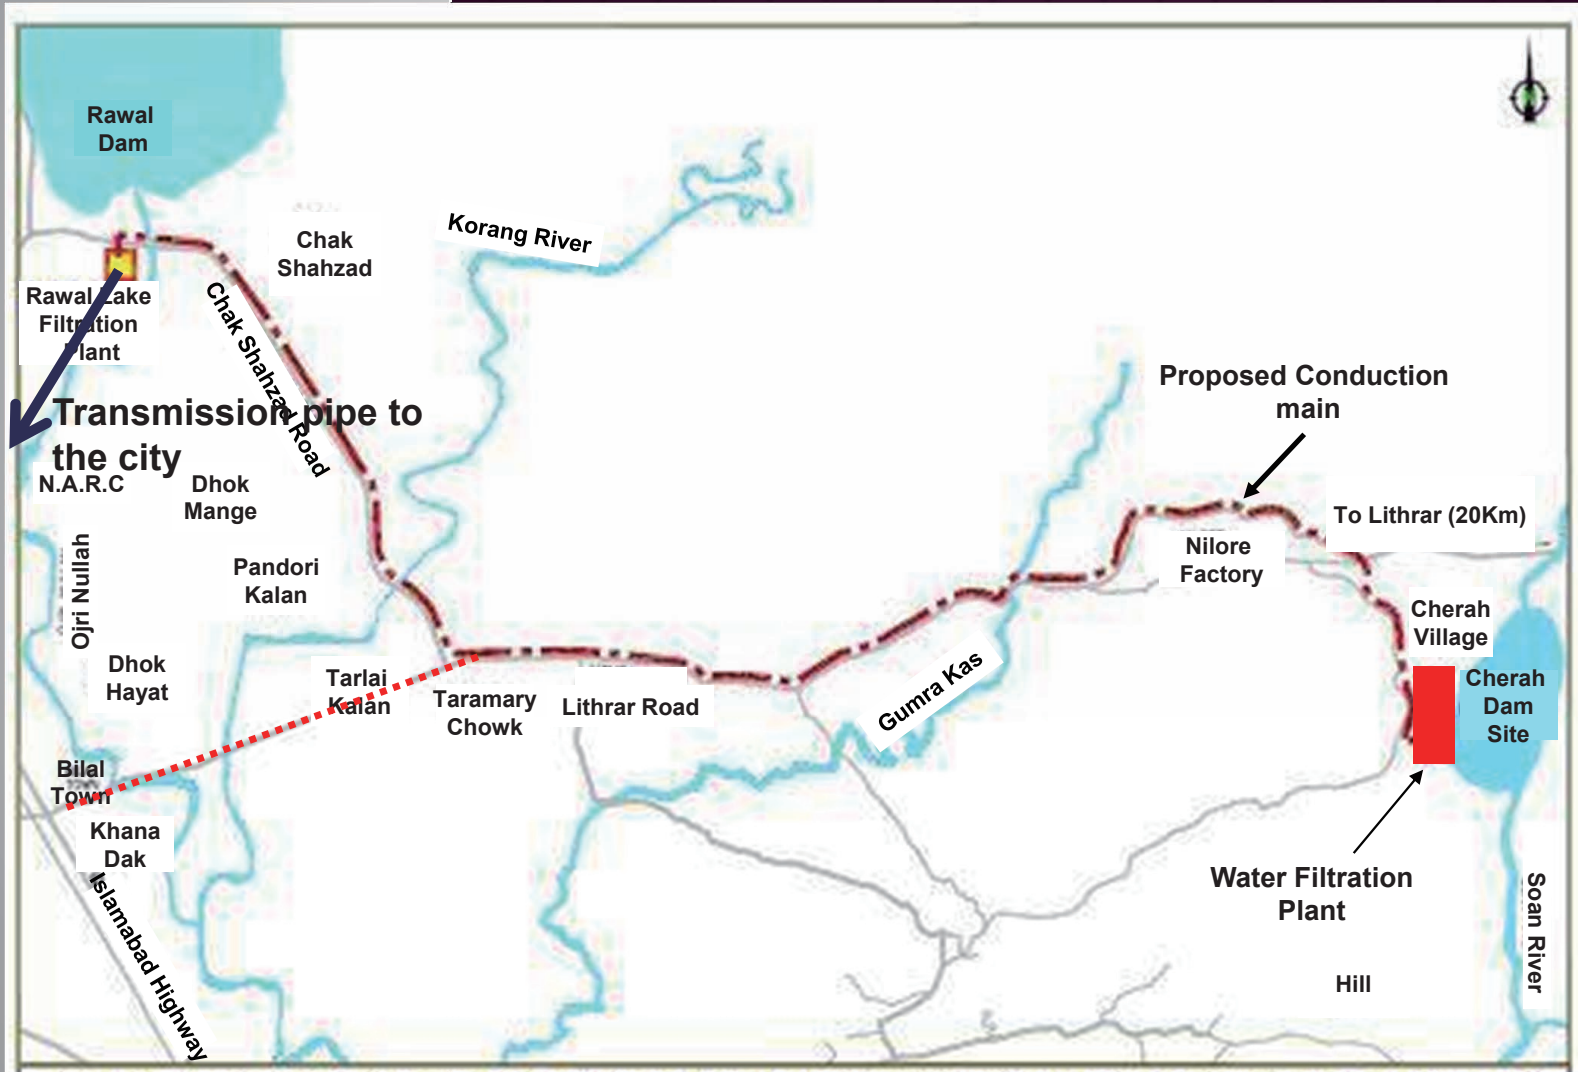 Rawal
Dam
Korang River
Chak
Shahzad
Rawal Lake
Filtration
Plant
Chak Shahzad Road
Proposed Conduction
main
Transmission pipe to
the city
N.A.R.C
Dhok
Mange
To Lithrar (20Km)
Ojri Nullah
Pandori
Kalan
Nilore
Factory
Cherah
Village
Dhok
Hayat
Tarlai
Kalan
Taramary
Chowk
Lithrar Road
Gumra Kas
Cherah
Dam
Site
Bilal
Town
Khana
Dak
Islamabad Highway
Water Filtration
Plant
Soan River
Hill